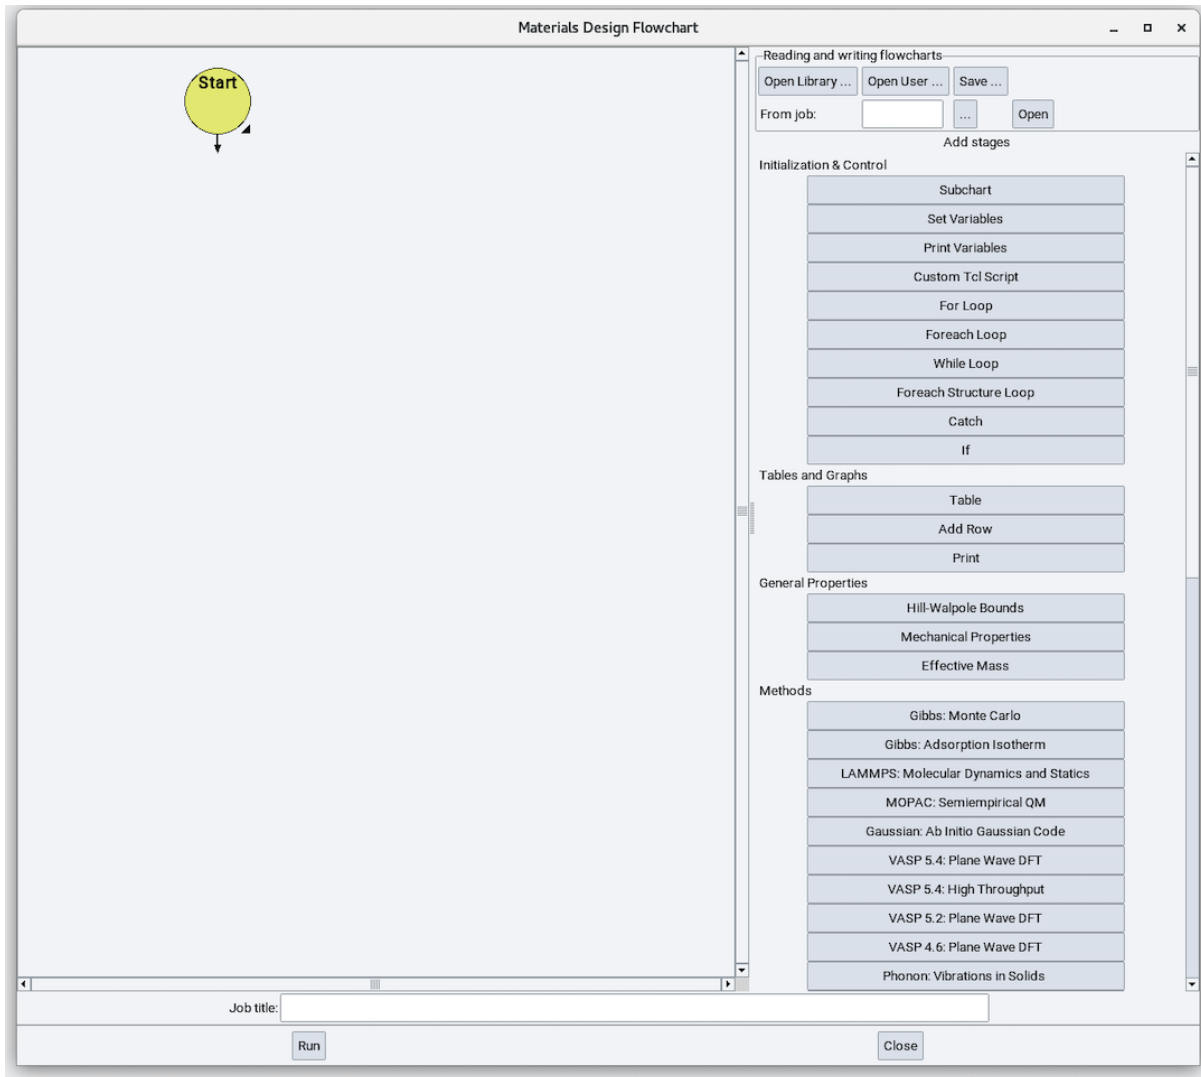 Materials Design Flowchart
Start
Reading and writing flowcharts
Open Library ... Open User ... Save ...
From job: ... Open
Add stages
Initialization & Control
Subchart
Set Variables
Print Variables
Custom Tcl Script
For Loop
Foreach Loop
While Loop
Foreach Structure Loop
Catch
If
Tables and Graphs
Table
Add Row
Print
General Properties
Hill-Walpole Bounds
Mechanical Properties
Effective Mass
Methods
Gibbs: Monte Carlo
Gibbs: Adsorption Isotherm
LAMMPS: Molecular Dynamics and Statics
MOPAC: Semiempirical QM
Gaussian: Ab Initio Gaussian Code
VASP 5.4: Plane Wave DFT
VASP 5.4: High Throughput
VASP 5.2: Plane Wave DFT
VASP 4.6: Plane Wave DFT
Phonon: Vibrations in Solids
Job title:
Run Close